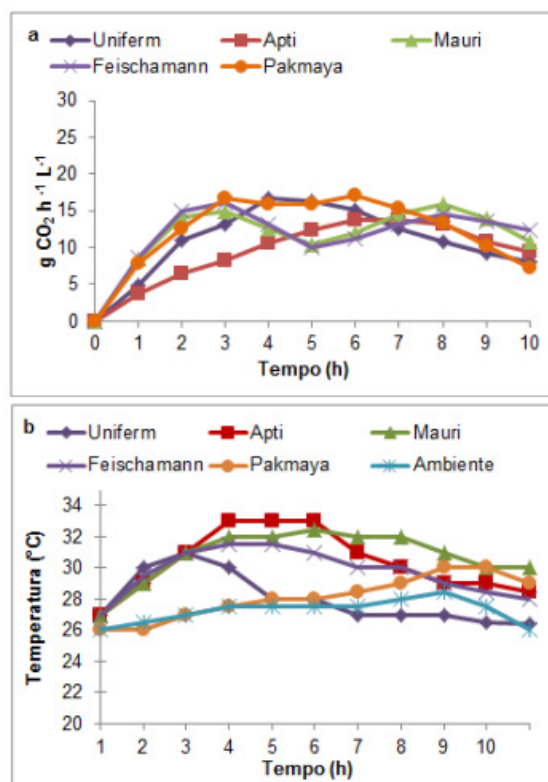 a
Uniferm Apti Mauri
Feischamann Pakmaya
g CO₂ h⁻¹ L⁻¹
30
25
20
15
10
5
0
0 1 2 3 4 5 6 7 8 9 10
Tempo (h)
b
Uniferm Apti Mauri
Feischamann Pakmaya Ambiente
Temperatura (°C)
34
32
30
28
26
24
22
20
1 2 3 4 5 6 7 8 9 10
Tempo (h)